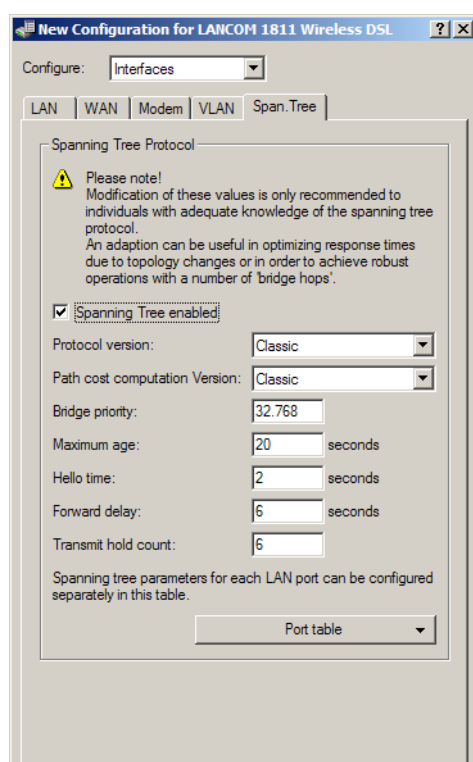 New Configuration for LANCOM 1811 Wireless DSL
Configure: Interfaces
LAN WAN Modem VLAN Span.Tree
Spanning Tree Protocol
Please note!
Modification of these values is only recommended to
individuals with adequate knowledge of the spanning tree
protocol.
An adaption can be useful in optimizing response times
due to topology changes or in order to achieve robust
operations with a number of 'bridge hops'.
Spanning Tree enabled
Protocol version: Classic
Path cost computation Version: Classic
Bridge priority: 32.768
Maximum age: 20 seconds
Hello time: 2 seconds
Forward delay: 6 seconds
Transmit hold count: 6
Spanning tree parameters for each LAN port can be configured
separately in this table.
Port table